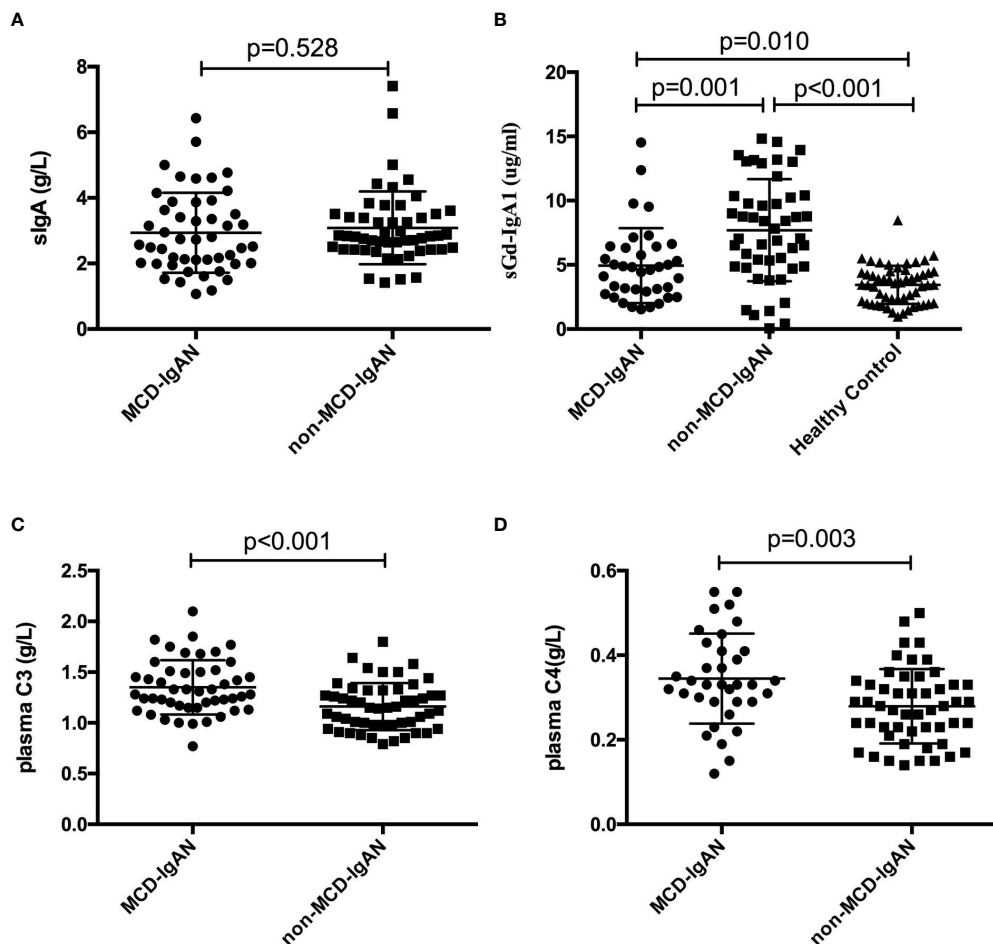 A
p=0.528
sIgA (g/L)
8
6
4
2
0
MCD-IgAN
non-MCD-IgAN
B
p=0.010
p=0.001
p<0.001
sGd-IgA1 (ug/ml)
20
15
10
5
0
MCD-IgAN
non-MCD-IgAN
Healthy Control
C
p<0.001
plasma C3 (g/L)
2.5
2.0
1.5
1.0
0.5
0.0
MCD-IgAN
non-MCD-IgAN
D
p=0.003
plasma C4(g/L)
0.6
0.4
0.2
0.0
MCD-IgAN
non-MCD-IgAN